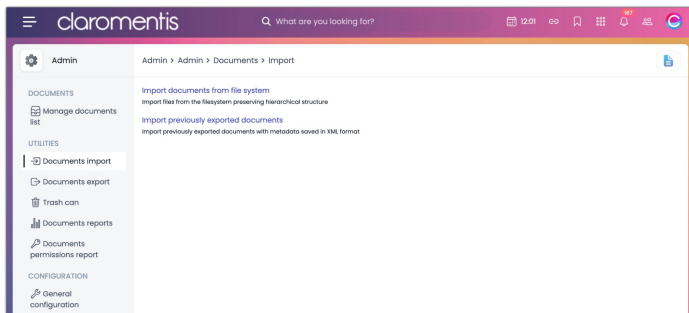 claromentis
What are you looking for?
12:01
187
Admin
Admin > Admin > Documents > Import
DOCUMENTS
Manage documents
list
UTILITIES
Documents import
Documents export
Trash can
Documents reports
Documents
permissions report
CONFIGURATION
General
configuration
Import documents from file system
Import files from the filesystem preserving hierarchical structure
Import previously exported documents
Import previously exported documents with metadata saved in XML format